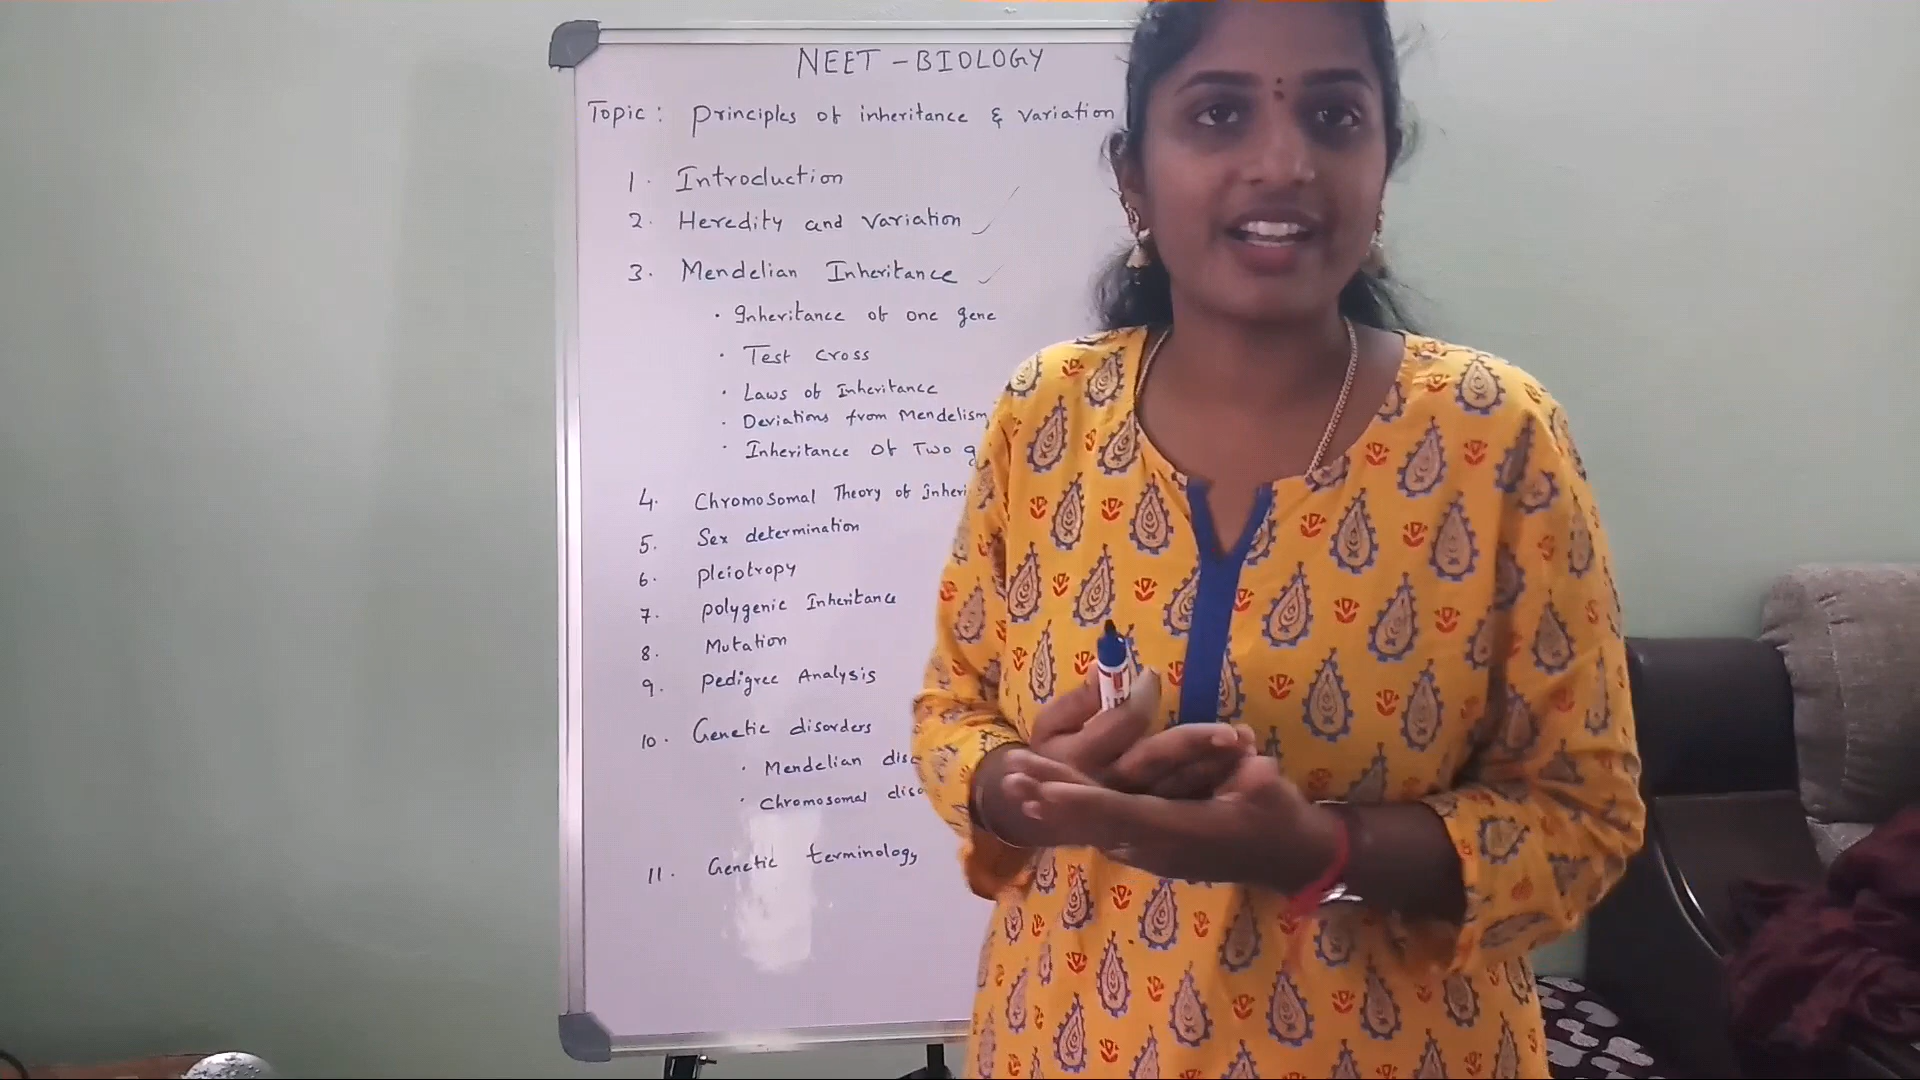 NEET - BIOLOGY
Topic : Principles of inheritance & variation
1. Introduction
2. Heredity and variation
3. Mendelian Inheritance
· Inheritance of one gene
· Test cross
· Laws of Inheritance
· Deviations from Mendelism
· Inheritance of Two
4. Chromosomal Theory of
5. Sex determination
6. pleiotropy
7. polygenic Inheritance
8. Mutation
9. Pedigree Analysis
10. Genetic disorders
· Mendelian
· Chromosomal
11. Genetic terminology